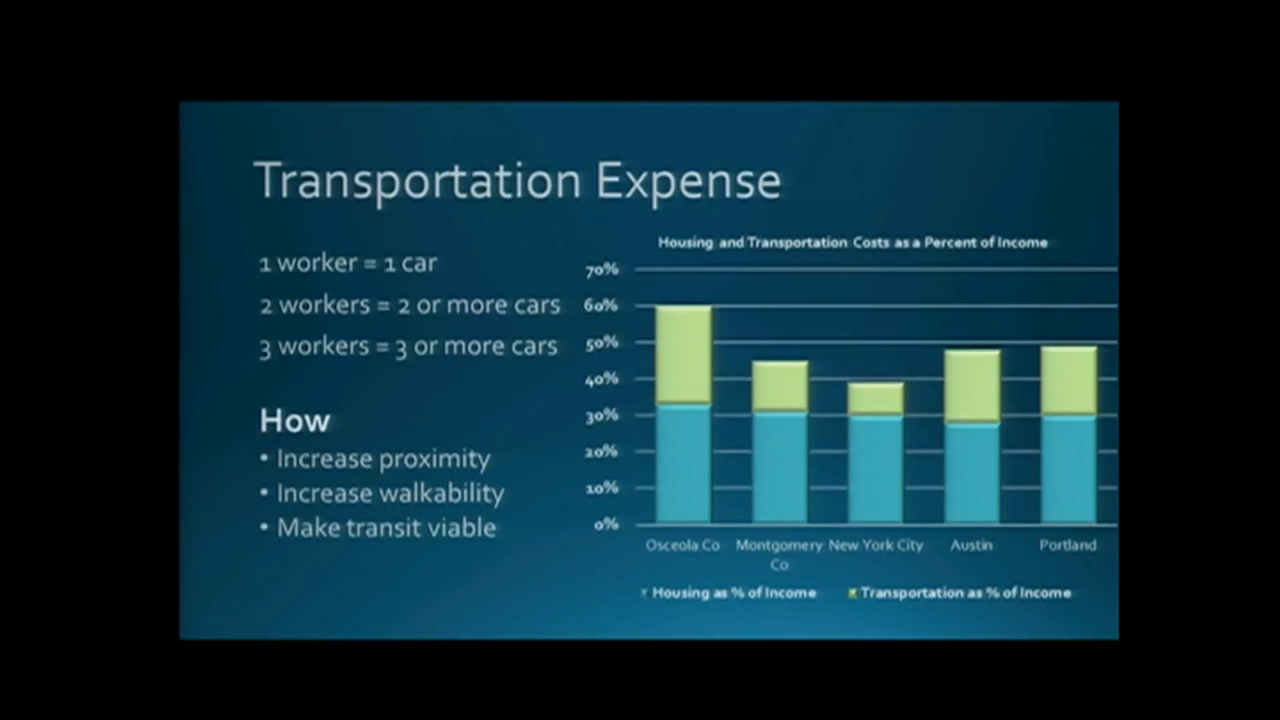 Transportation Expense
1 worker = 1 car
2 workers = 2 or more cars
3 workers = 3 or more cars
How
• Increase proximity
• Increase walkability
• Make transit viable
Housing and Transportation Costs as a Percent of Income
70%
60%
50%
40%
30%
20%
10%
0%
Osceola Co
Montgomery
Co
New York City
Austin
Portland
Housing as % of Income
Transportation as % of Income